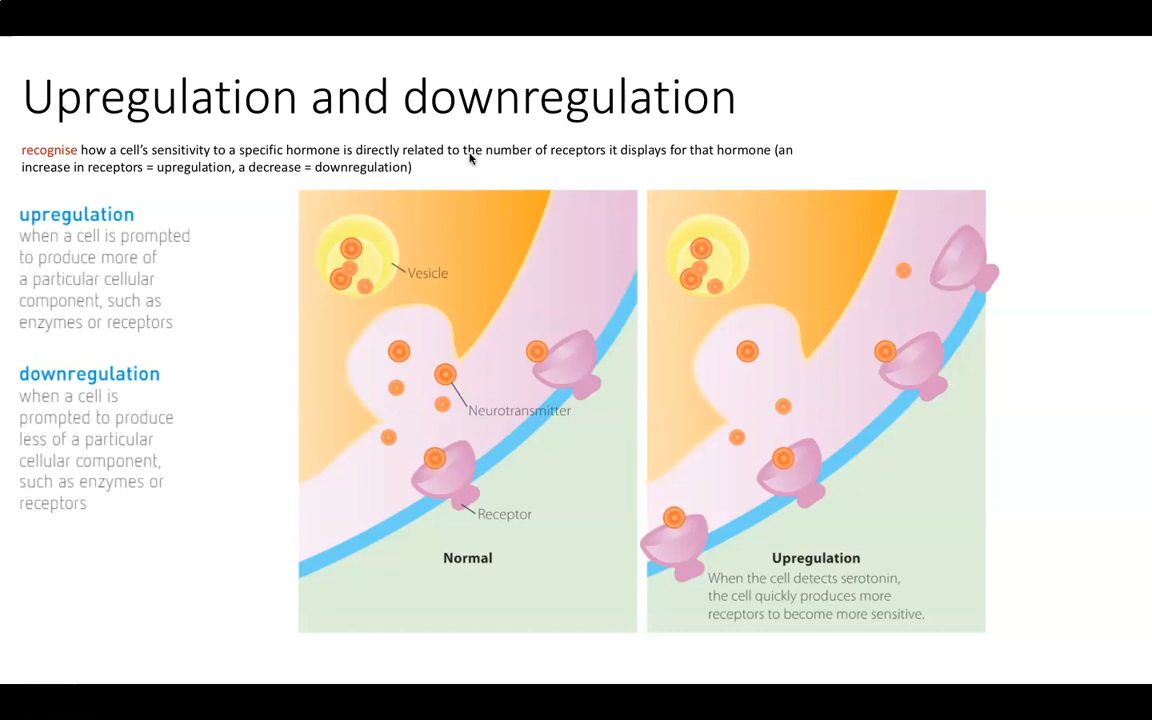 Upregulation and downregulation
recognise how a cell's sensitivity to a specific hormone is directly related to the number of receptors it displays for that hormone (an
increase in receptors = upregulation, a decrease = downregulation)
upregulation
when a cell is prompted
to produce more of
a particular cellular
component, such as
enzymes or receptors
downregulation
when a cell is
prompted to produce
less of a particular
cellular component,
such as enzymes or
receptors
Vesicle
Neurotransmitter
Receptor
Normal
Upregulation
When the cell detects serotonin,
the cell quickly produces more
receptors to become more sensitive.